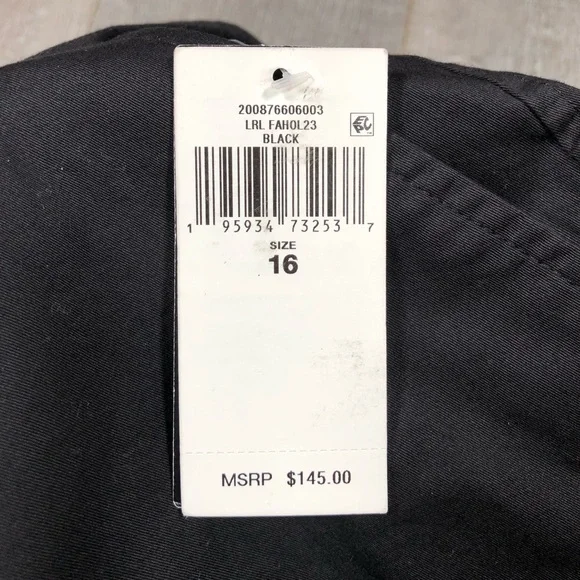 200876606003
LRL FAHOL23
BLACK
1 95934 73253 7
SIZE
16
MSRP $145.00